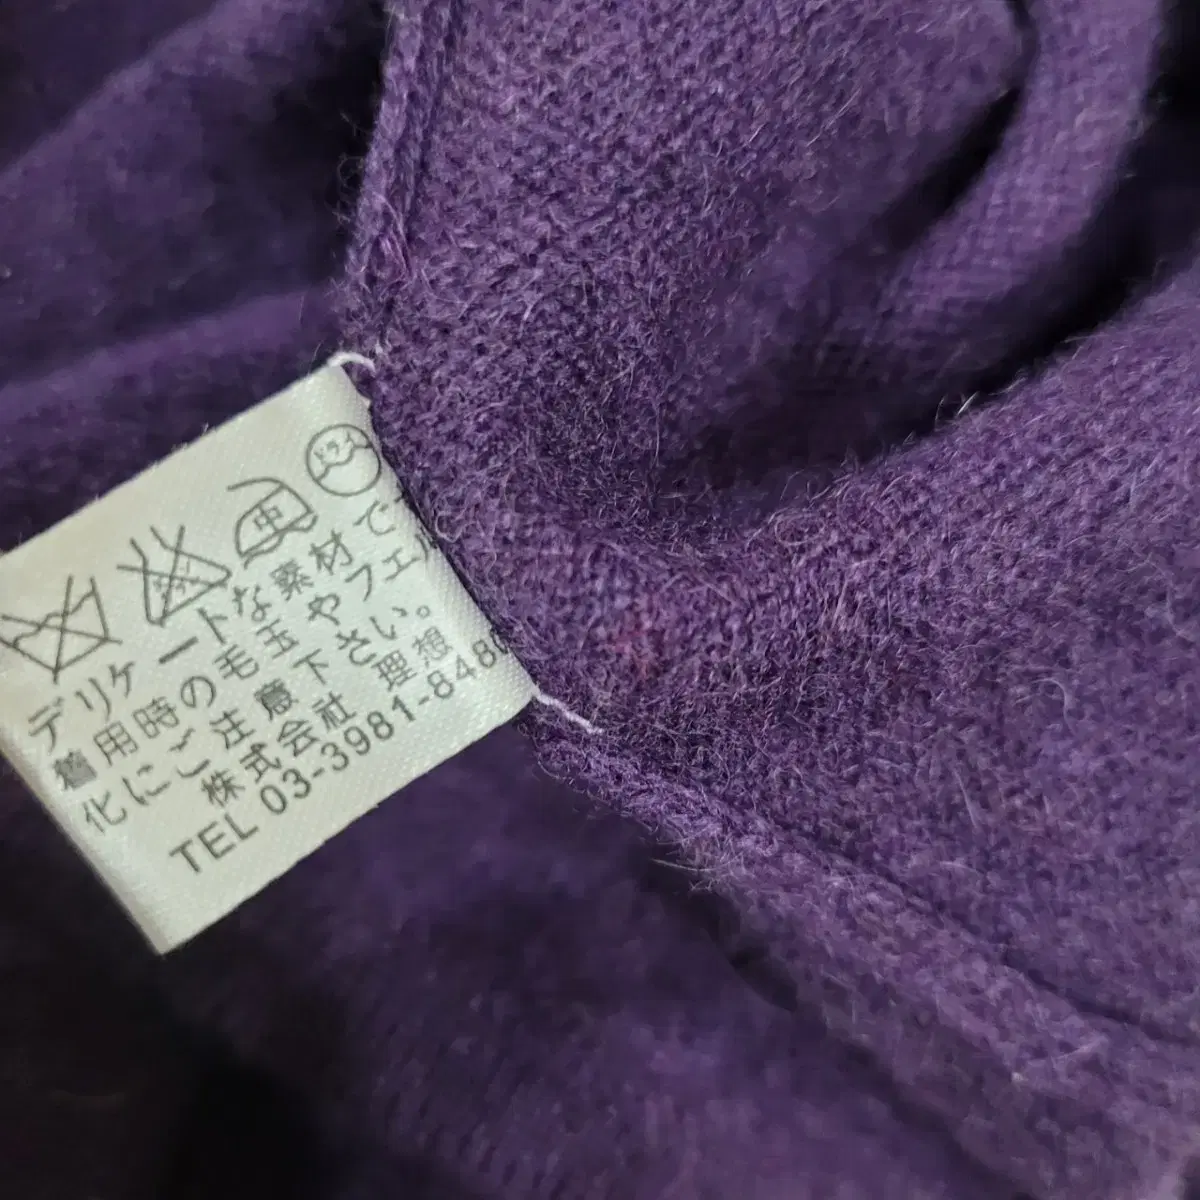 ドライ
中
デリケートな素材で
着用時の毛玉やフェル
化にご注意下さい。
株式会社 理想
TEL 03-3981-848